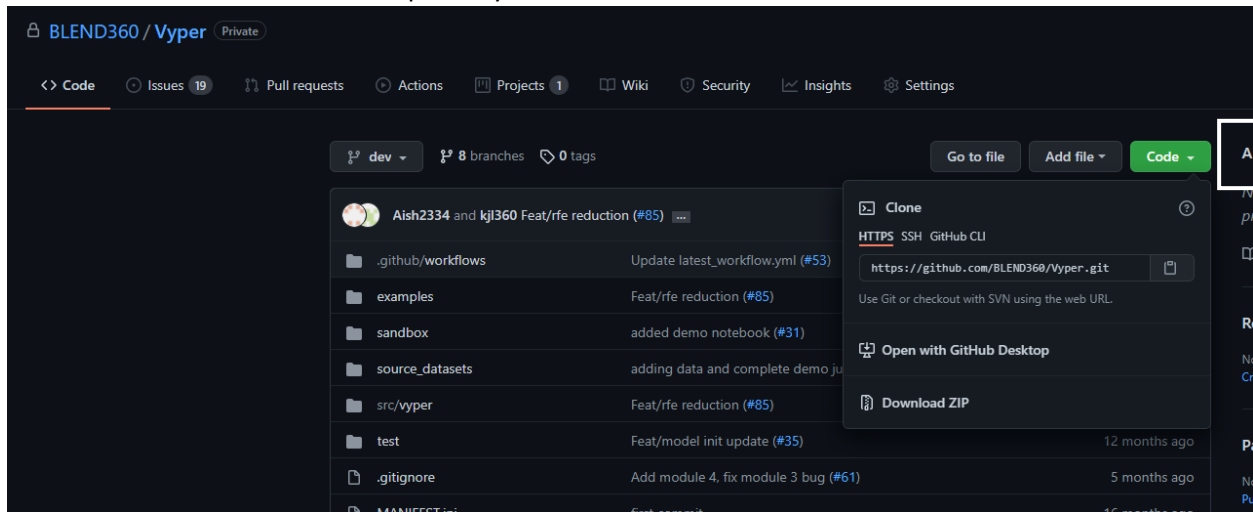 BLEND360 / Vyper Private
<> Code Issues 19 Pull requests Actions Projects 1 Wiki Security Insights Settings
dev 8 branches 0 tags Go to file Add file Code
Aish2334 and kjl360 Feat/rfe reduction (#85) ...
.github/workflows Update latest_workflow.yml (#53)
examples Feat/rfe reduction (#85)
sandbox added demo notebook (#31)
source_datasets adding data and complete demo
src/vyper Feat/rfe reduction (#85)
test Feat/model init update (#35) 12 months ago
.gitignore Add module 4, fix module 3 bug (#61) 5 months ago
Clone
HTTPS SSH GitHub CLI
https://github.com/BLEND360/Vyper.git
Use Git or checkout with SVN using the web URL.
Open with GitHub Desktop
Download ZIP